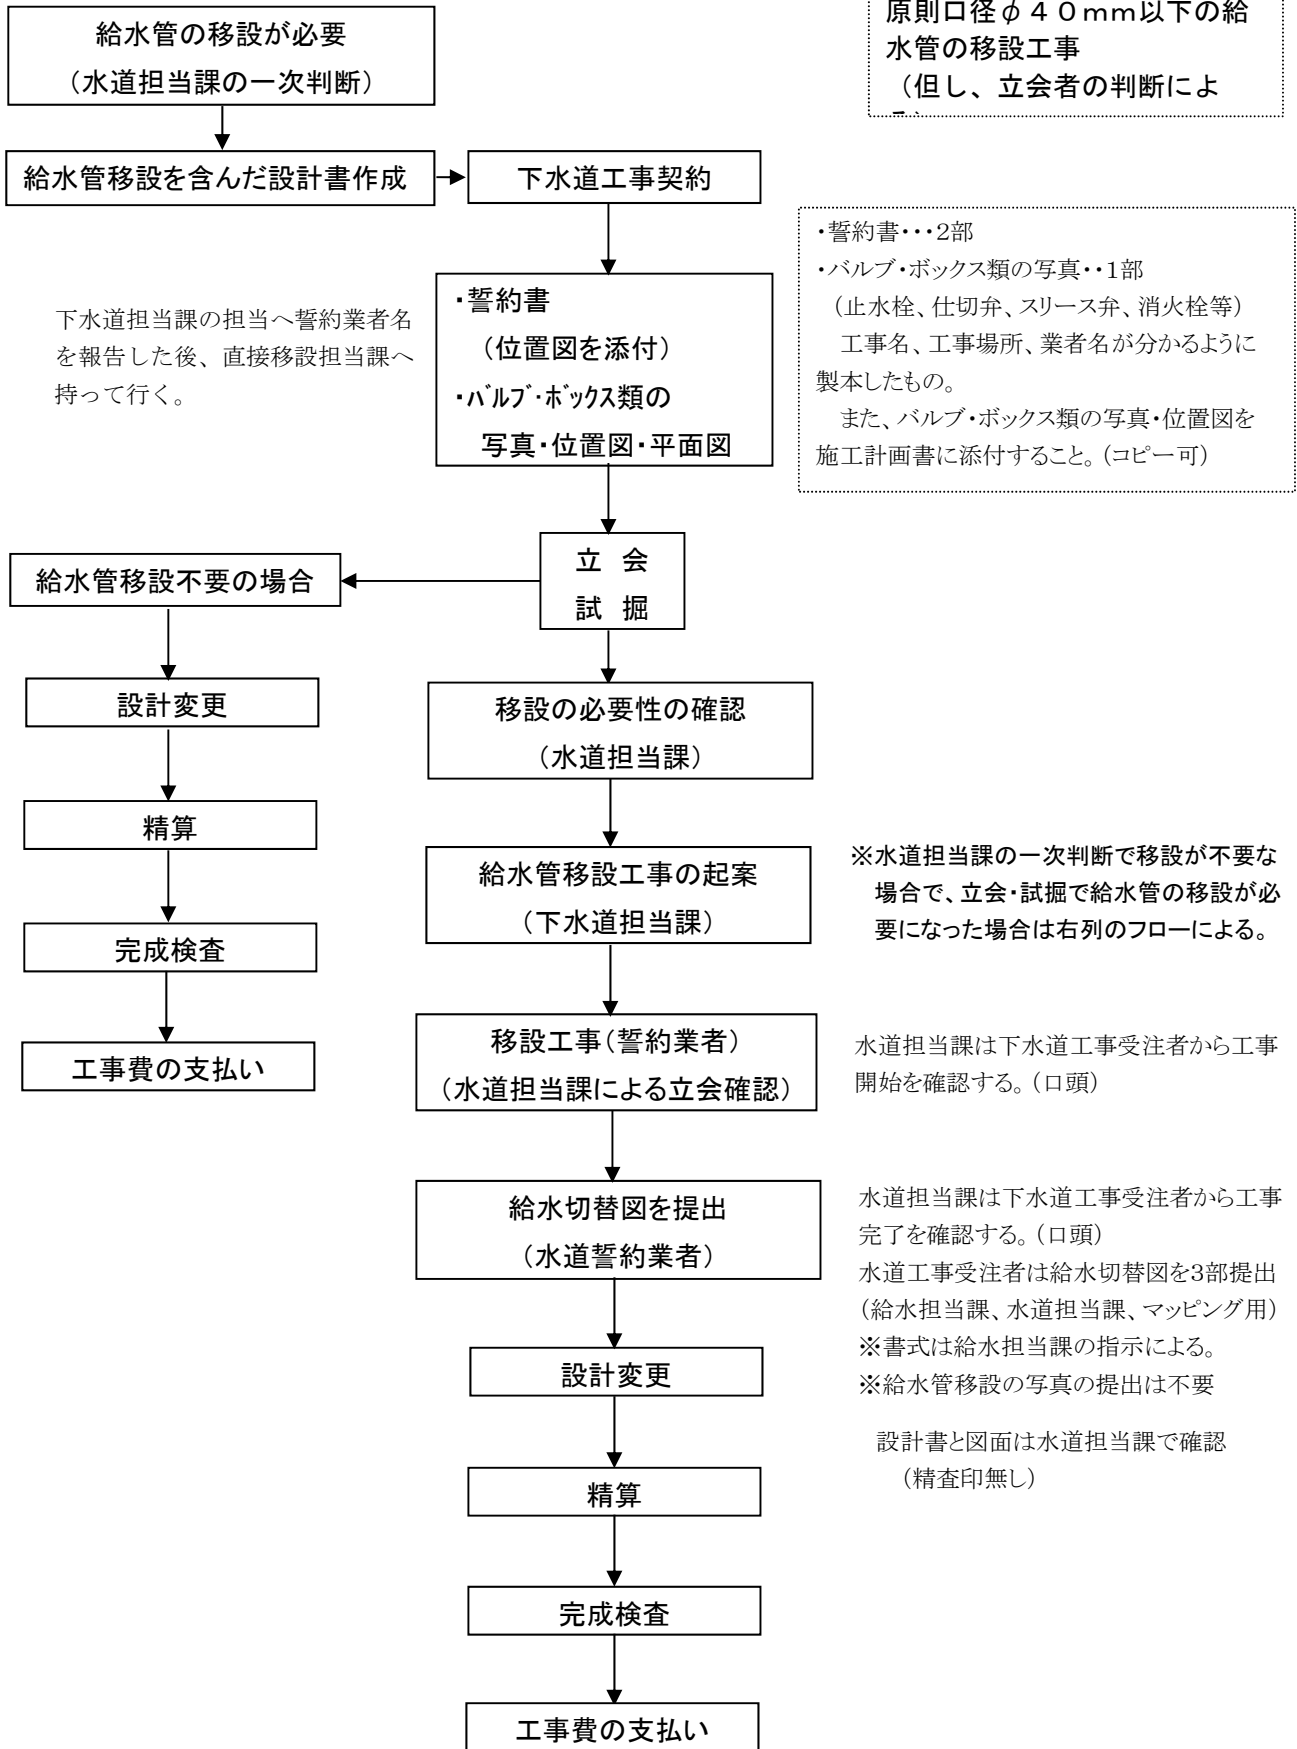 給水管の移設が必要
（水道担当課の一次判断）
原則口径φ４０ｍｍ以下の給
水管の移設工事
（但し、立会者の判断によ
給水管移設を含んだ設計書作成
下水道工事契約
・誓約書・・・2部
・バルブ・ボックス類の写真・・1部
（止水栓、仕切弁、スリース弁、消火栓等）
工事名、工事場所、業者名が分かるように
製本したもの。
また、バルブ・ボックス類の写真・位置図を
施工計画書に添付すること。（コピー可）
・誓約書
（位置図を添付）
・ﾊﾞﾙﾌﾞ・ﾎﾞｯｸｽ類の
写真・位置図・平面図
下水道担当課の担当へ誓約業者名
を報告した後、直接移設担当課へ
持って行く。
立　会
試　掘
給水管移設不要の場合
設計変更
精算
完成検査
工事費の支払い
移設の必要性の確認
（水道担当課）
給水管移設工事の起案
（下水道担当課）
※水道担当課の一次判断で移設が不要な
場合で、立会・試掘で給水管の移設が必
要になった場合は右列のフローによる。
移設工事（誓約業者）
（水道担当課による立会確認）
水道担当課は下水道工事受注者から工事
開始を確認する。（口頭）
給水切替図を提出
（水道誓約業者）
水道担当課は下水道工事受注者から工事
完了を確認する。（口頭）
水道工事受注者は給水切替図を3部提出
（給水担当課、水道担当課、マッピング用）
※書式は給水担当課の指示による。
※給水管移設の写真の提出は不要
設計変更
設計書と図面は水道担当課で確認
（精査印無し）
精算
完成検査
工事費の支払い